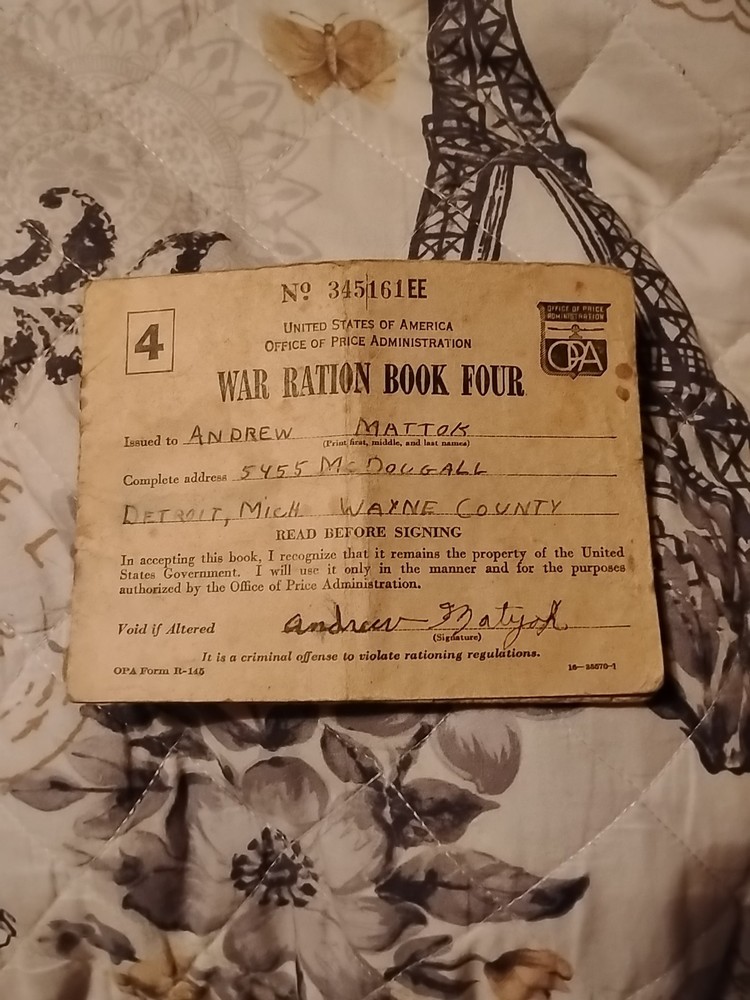 Nº 345161EE
4
OFFICE OF PRICE
ADMINISTRATION
OPA
UNITED STATES OF AMERICA
OFFICE OF PRICE ADMINISTRATION
WAR RATION BOOK FOUR
Issued to ANDREW MATTOK
(Print first, middle, and last names)
Complete address 5455 McDOUGALL
DETROIT, MICH WAYNE COUNTY
READ BEFORE SIGNING
In accepting this book, I recognize that it remains the property of the United
States Government. I will use it only in the manner and for the purposes
authorized by the Office of Price Administration.
Void if Altered andrew Matyok
(Signature)
It is a criminal offense to violate rationing regulations.
OPA Form R-145